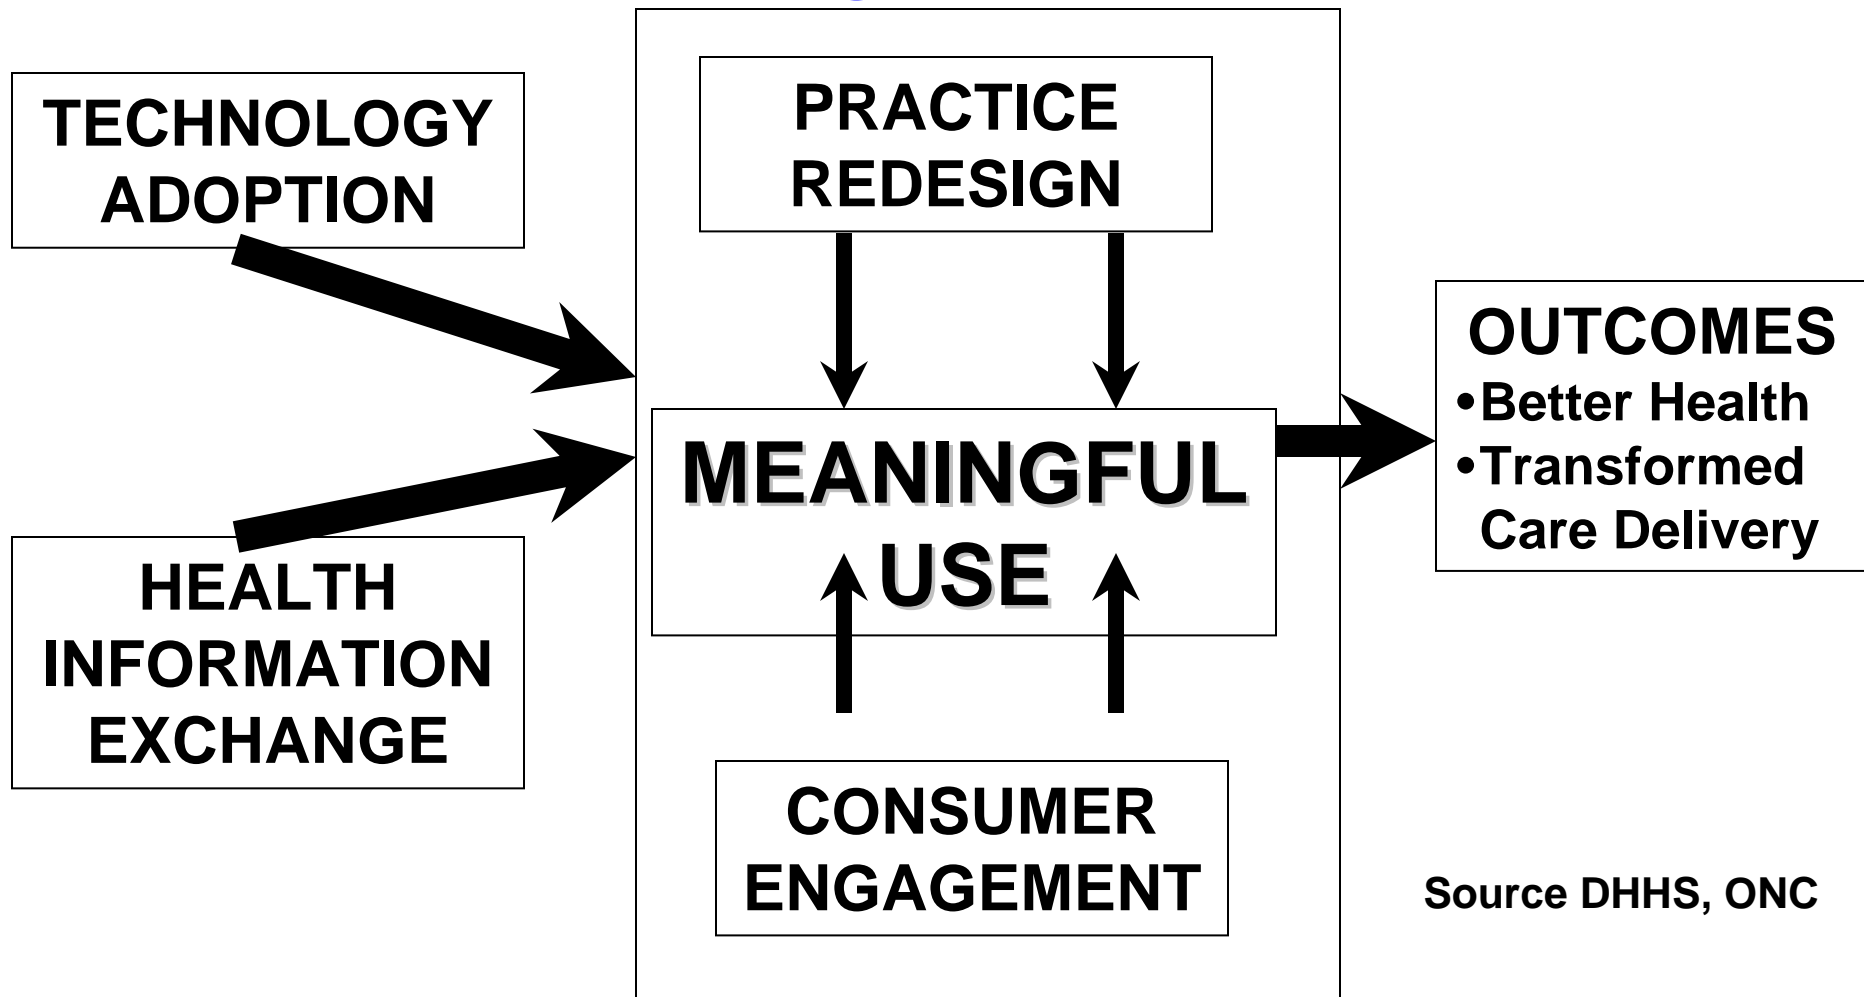 TECHNOLOGY
ADOPTION
HEALTH
INFORMATION
EXCHANGE
PRACTICE
REDESIGN
MEANINGFUL
USE
CONSUMER
ENGAGEMENT
OUTCOMES
•Better Health
•Transformed
Care Delivery
Source DHHS, ONC